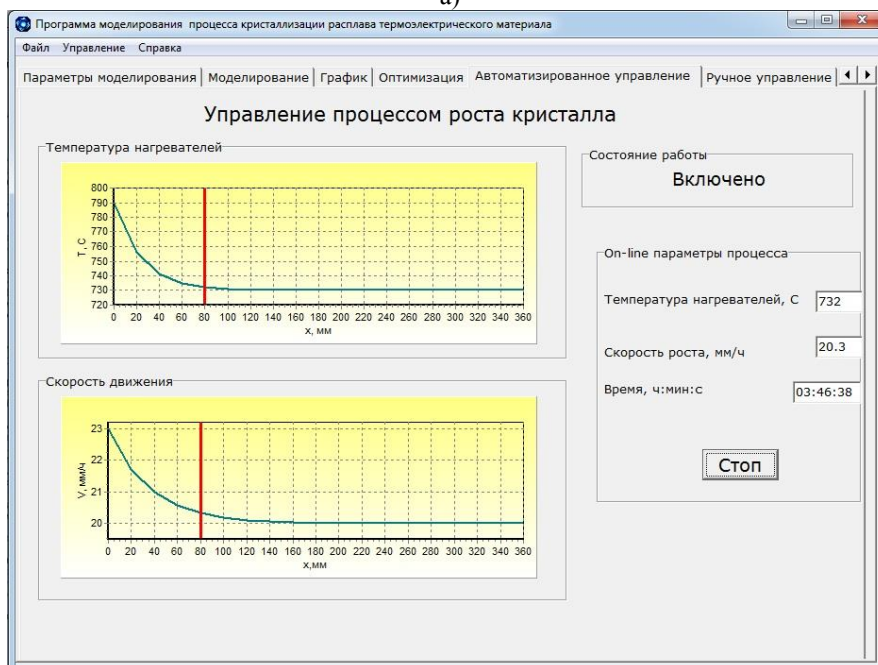 а)
Программа моделирования процесса кристаллизации расплава термоэлектрического материала
Файл Управление Справка
Параметры моделирования Моделирование График Оптимизация Автоматизированное управление Ручное управление
Управление процессом роста кристалла
Температура нагревателей
800
790
780
770
760
750
740
730
720
T, C
0 20 40 60 80 100 120 140 160 180 200 220 240 260 280 300 320 340 360
x, мм
Состояние работы
Включено
On-line параметры процесса
Температура нагревателей, С 732
Скорость роста, мм/ч 20.3
Время, ч:мин:с 03:46:38
Стоп
Скорость движения
23
22
21
20
V, мм/ч
0 20 40 60 80 100 120 140 160 180 200 220 240 260 280 300 320 340 360
x,мм